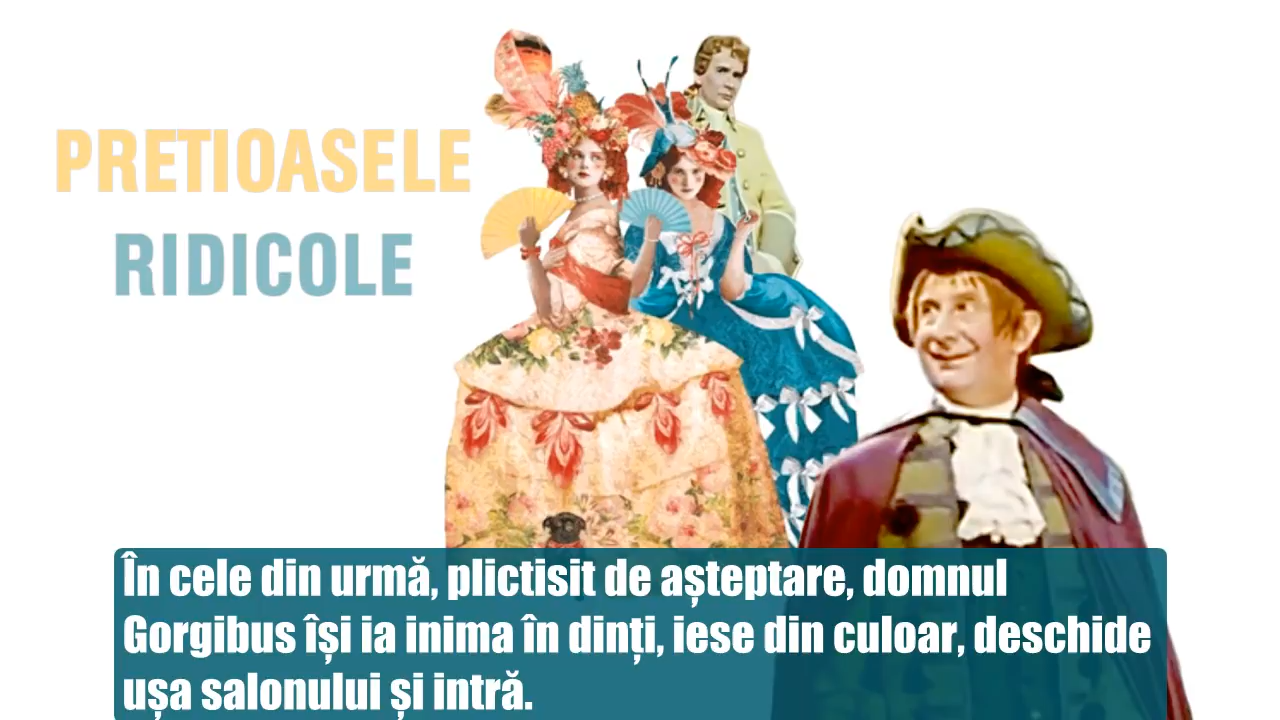 PRETIOASELE
RIDICOLE
În cele din urmă, plictisit de așteptare, domnul
Gorgibus își ia inima în dinți, iese din culoar, deschide
ușa salonului și intră.